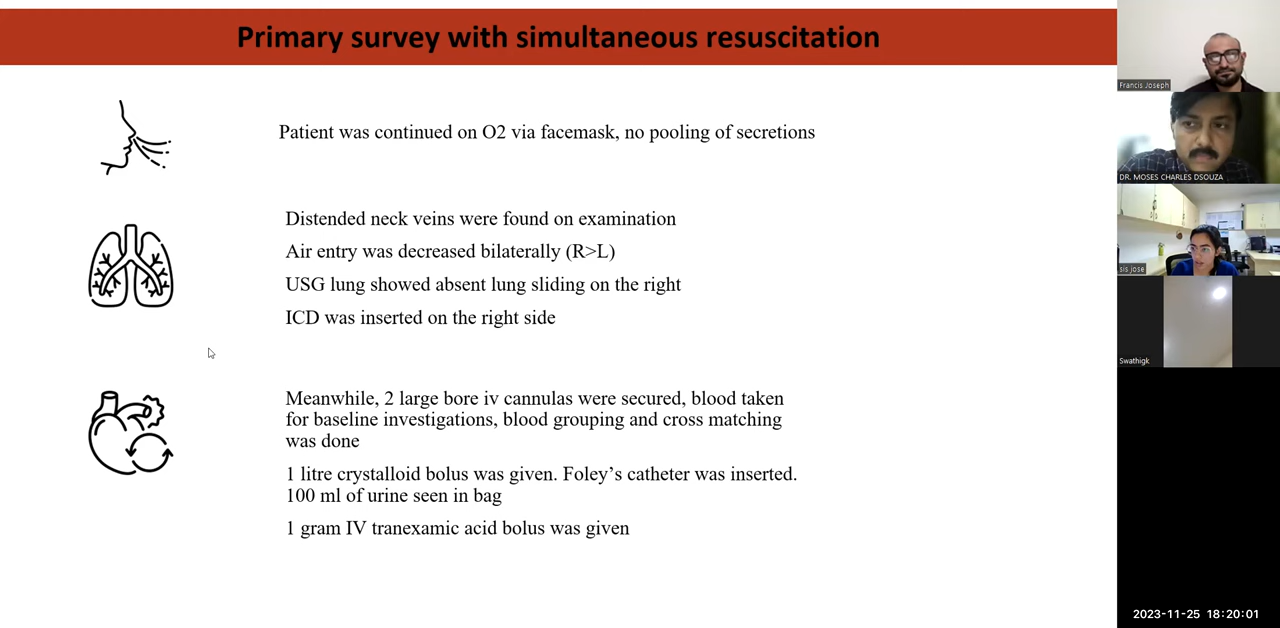 Primary survey with simultaneous resuscitation
Patient was continued on O2 via facemask, no pooling of secretions
Distended neck veins were found on examination
Air entry was decreased bilaterally (R>L)
USG lung showed absent lung sliding on the right
ICD was inserted on the right side
Meanwhile, 2 large bore iv cannulas were secured, blood taken
for baseline investigations, blood grouping and cross matching
was done
1 litre crystalloid bolus was given. Foley’s catheter was inserted.
100 ml of urine seen in bag
1 gram IV tranexamic acid bolus was given
Francis Joseph
DR. MOSES CHARLES DSOUZA
sis jose
Swathigk
2023-11-25 18:20:01